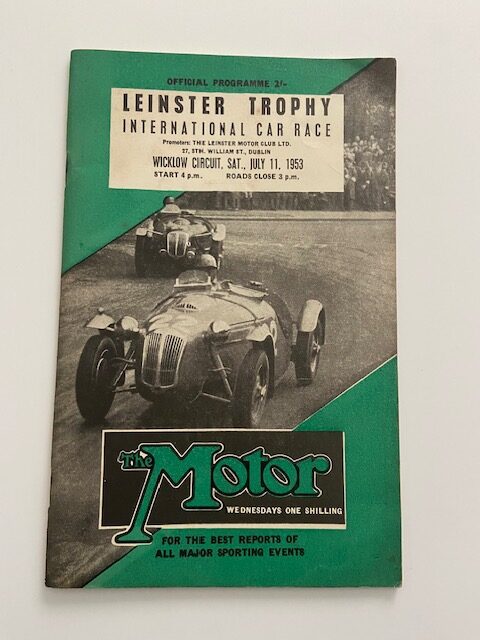 OFFICIAL PROGRAMME 2/-
LEINSTER TROPHY
INTERNATIONAL CAR RACE
Promoters: THE LEINSTER MOTOR CLUB LTD.
27, STH. WILLIAM ST., DUBLIN
WICKLOW CIRCUIT, SAT., JULY 11, 1953
START 4 p.m. ROADS CLOSE 3 p.m.
The Motor
WEDNESDAYS ONE SHILLING
FOR THE BEST REPORTS OF
ALL MAJOR SPORTING EVENTS